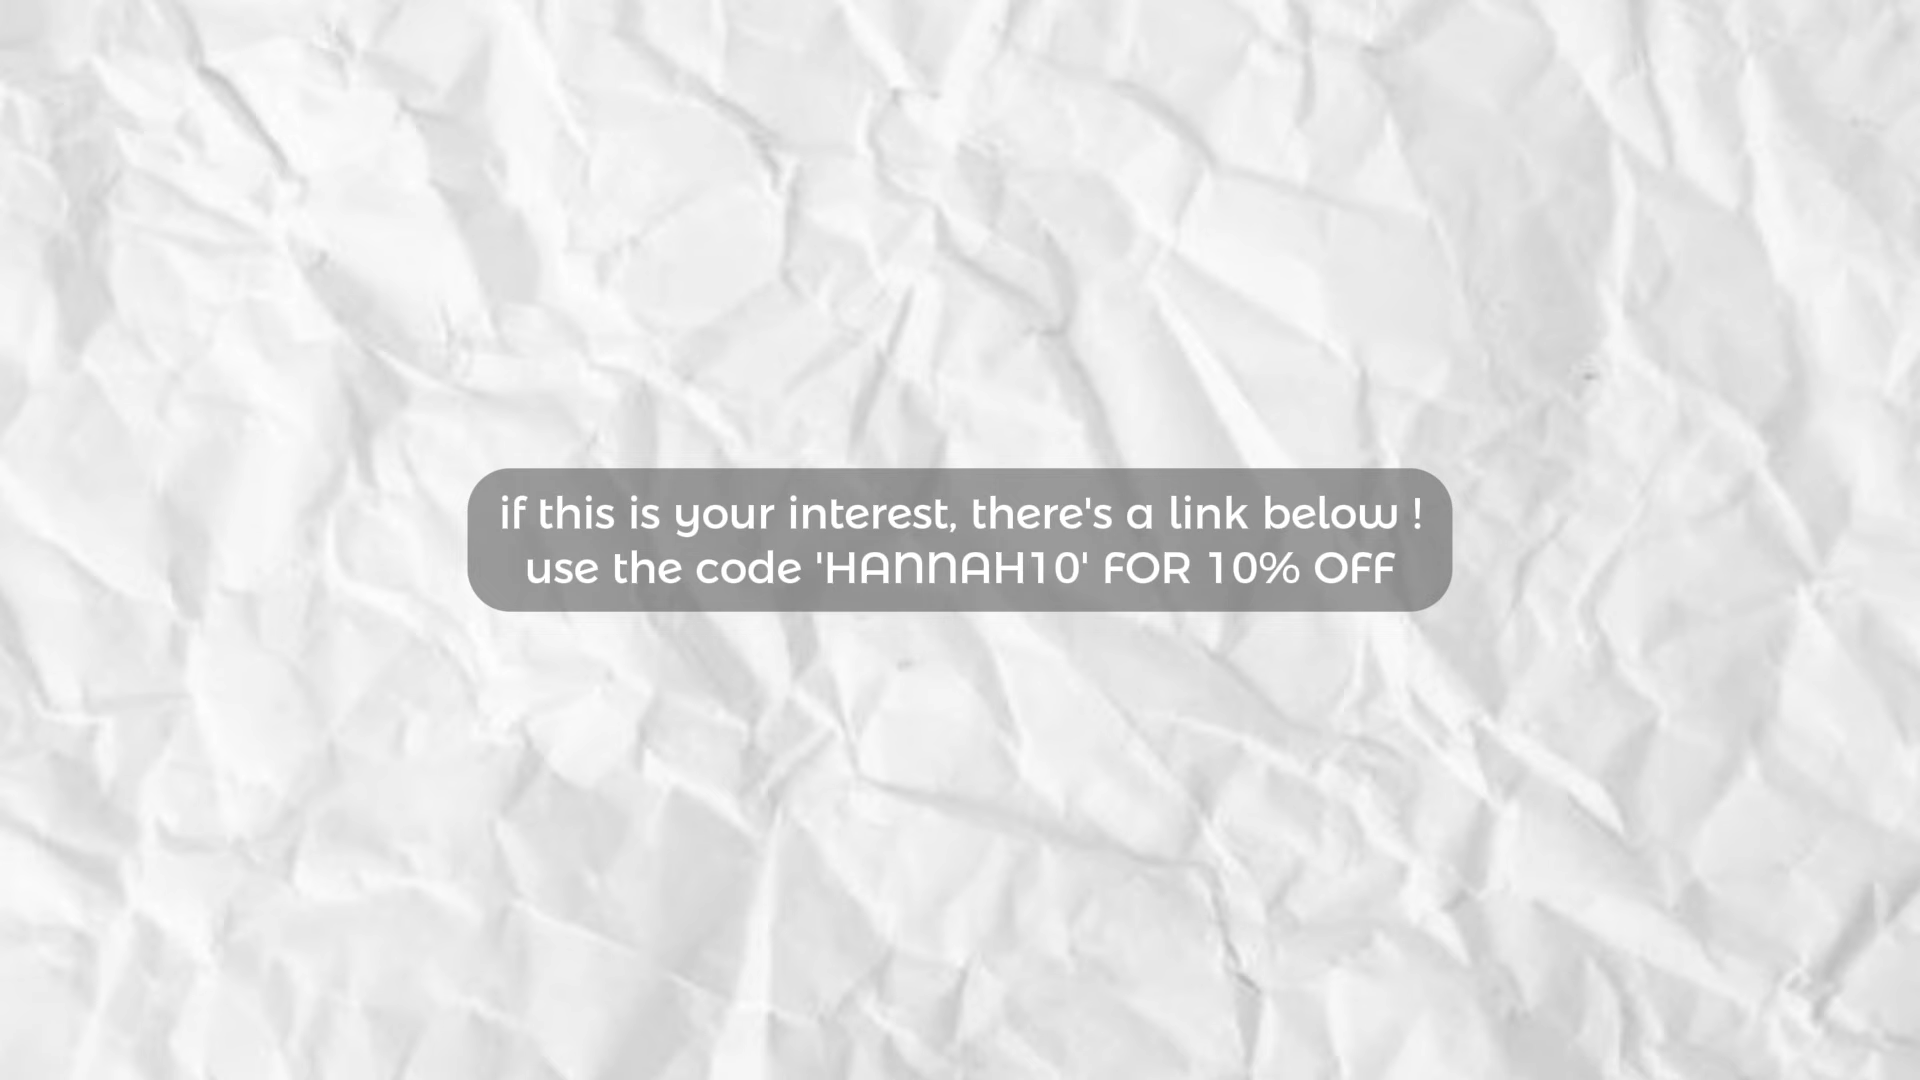 if this is your interest, there's a link below !
use the code 'HANNAH10' FOR 10% OFF